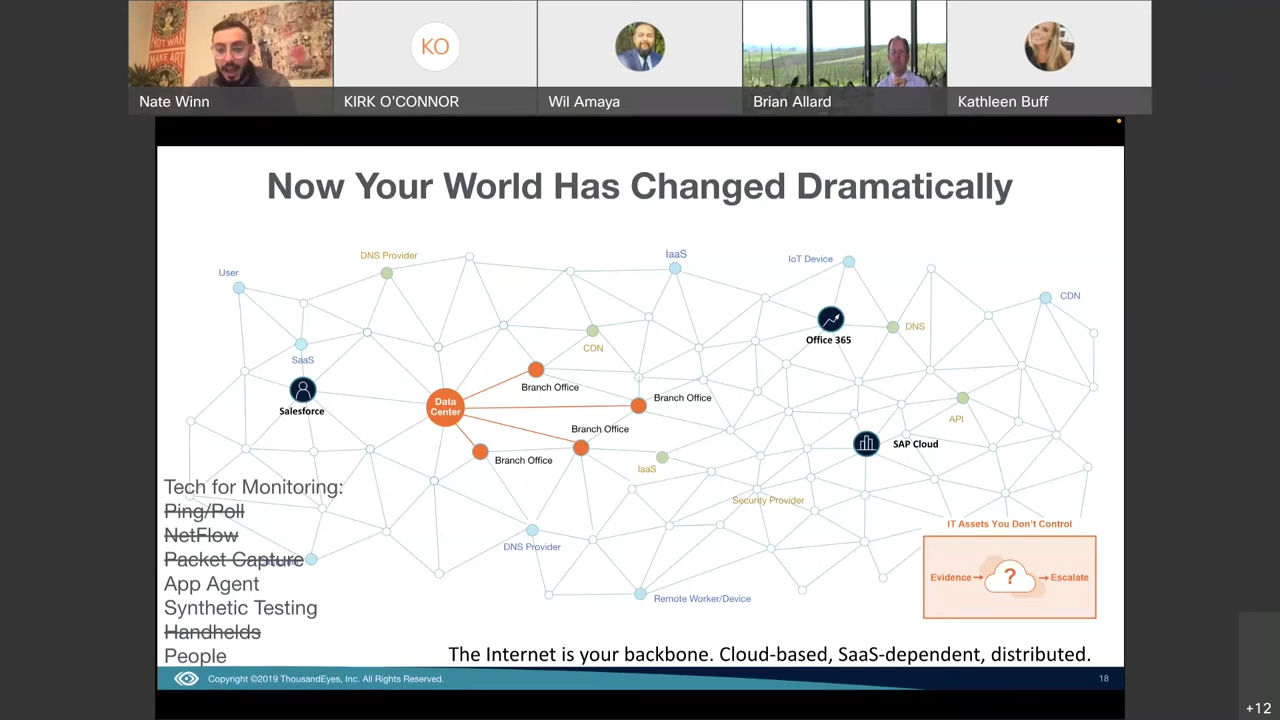 NOT WAR
MAKE ART
KO
Nate Winn
KIRK O'CONNOR
Wil Amaya
Brian Allard
Kathleen Buff
Now Your World Has Changed Dramatically
DNS Provider
IaaS
IoT Device
User
CDN
DNS
Office 365
CDN
SaaS
Branch Office
Branch Office
Data
Center
Salesforce
API
Branch Office
SAP Cloud
Branch Office
IaaS
Security Provider
Tech for Monitoring:
Ping/Poll
NetFlow
Packet Capture
App Agent
Synthetic Testing
Handhelds
People
DNS Provider
Remote Worker/Device
IT Assets You Don't Control
Evidence
?
Escalate
The Internet is your backbone. Cloud-based, SaaS-dependent, distributed.
Copyright ©2019 ThousandEyes, Inc. All Rights Reserved.
18
+12